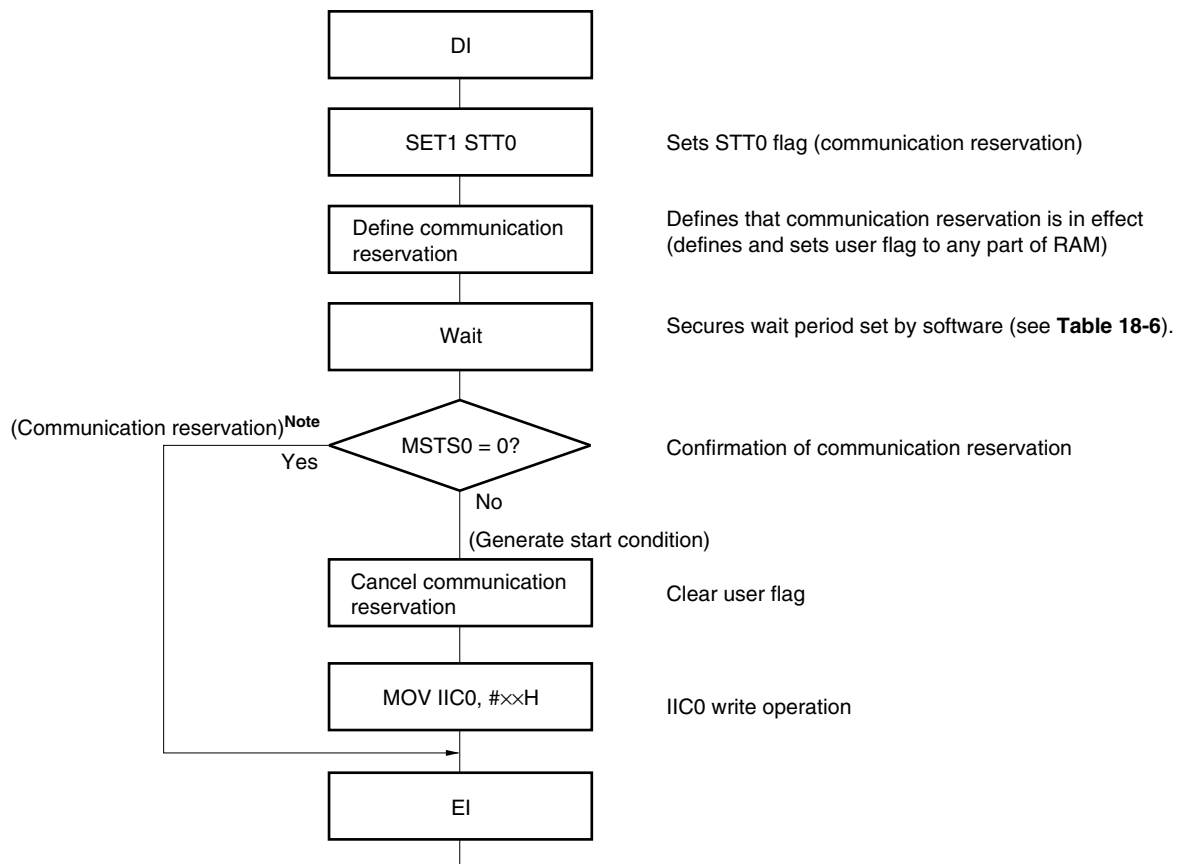 DI
SET1 STT0
Sets STT0 flag (communication reservation)
Define communication
reservation
Defines that communication reservation is in effect
(defines and sets user flag to any part of RAM)
Wait
Secures wait period set by software (see Table 18-6).
(Communication reservation)Note
Yes
MSTS0 = 0?
Confirmation of communication reservation
No
(Generate start condition)
Cancel communication
reservation
Clear user flag
MOV IIC0, #××H
IIC0 write operation
EI